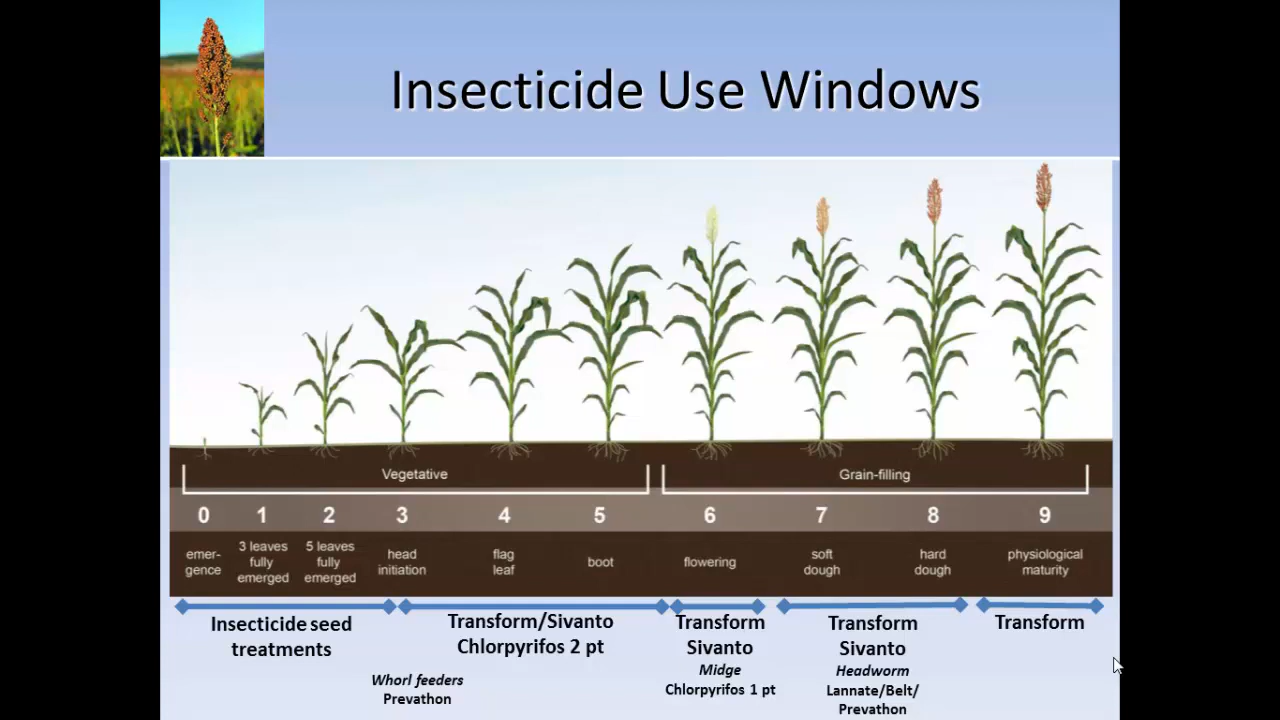 Insecticide Use Windows
Vegetative
Grain-filling
0 1 2 3 4 5 6 7 8 9
emer-
gence
3 leaves
fully
emerged
5 leaves
fully
emerged
head
initiation
flag
leaf
boot
flowering
soft
dough
hard
dough
physiological
maturity
Insecticide seed
treatments
Whorl feeders
Prevathon
Transform/Sivanto
Chlorpyrifos 2 pt
Transform
Sivanto
Midge
Chlorpyrifos 1 pt
Transform
Sivanto
Headworm
Lannate/Belt/
Prevathon
Transform